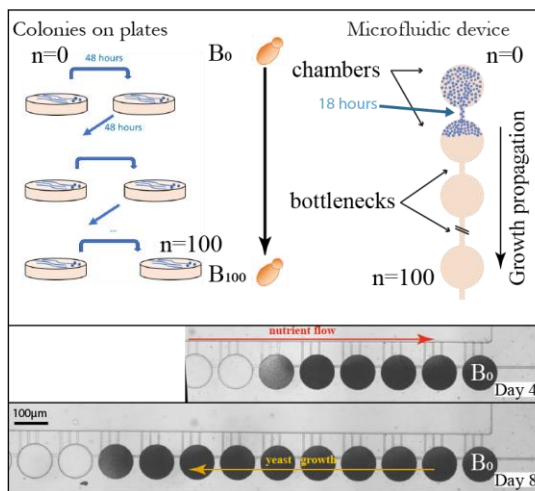 Colonies on plates
n=0
48 hours
48 hours
...
n=100
B₀
B₁₀₀
Microfluidic device
n=0
chambers
18 hours
bottlenecks
n=100
Growth propagation
nutrient flow
B₀
Day 4
100µm
yeast growth
B₀
Day 8